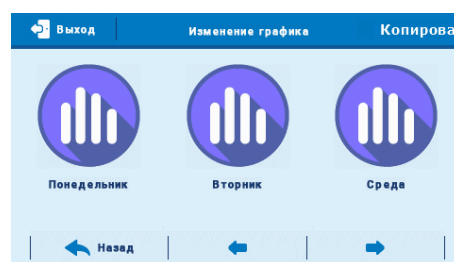 Выход Изменение графика Копирова
Понедельник Вторник Среда
Назад